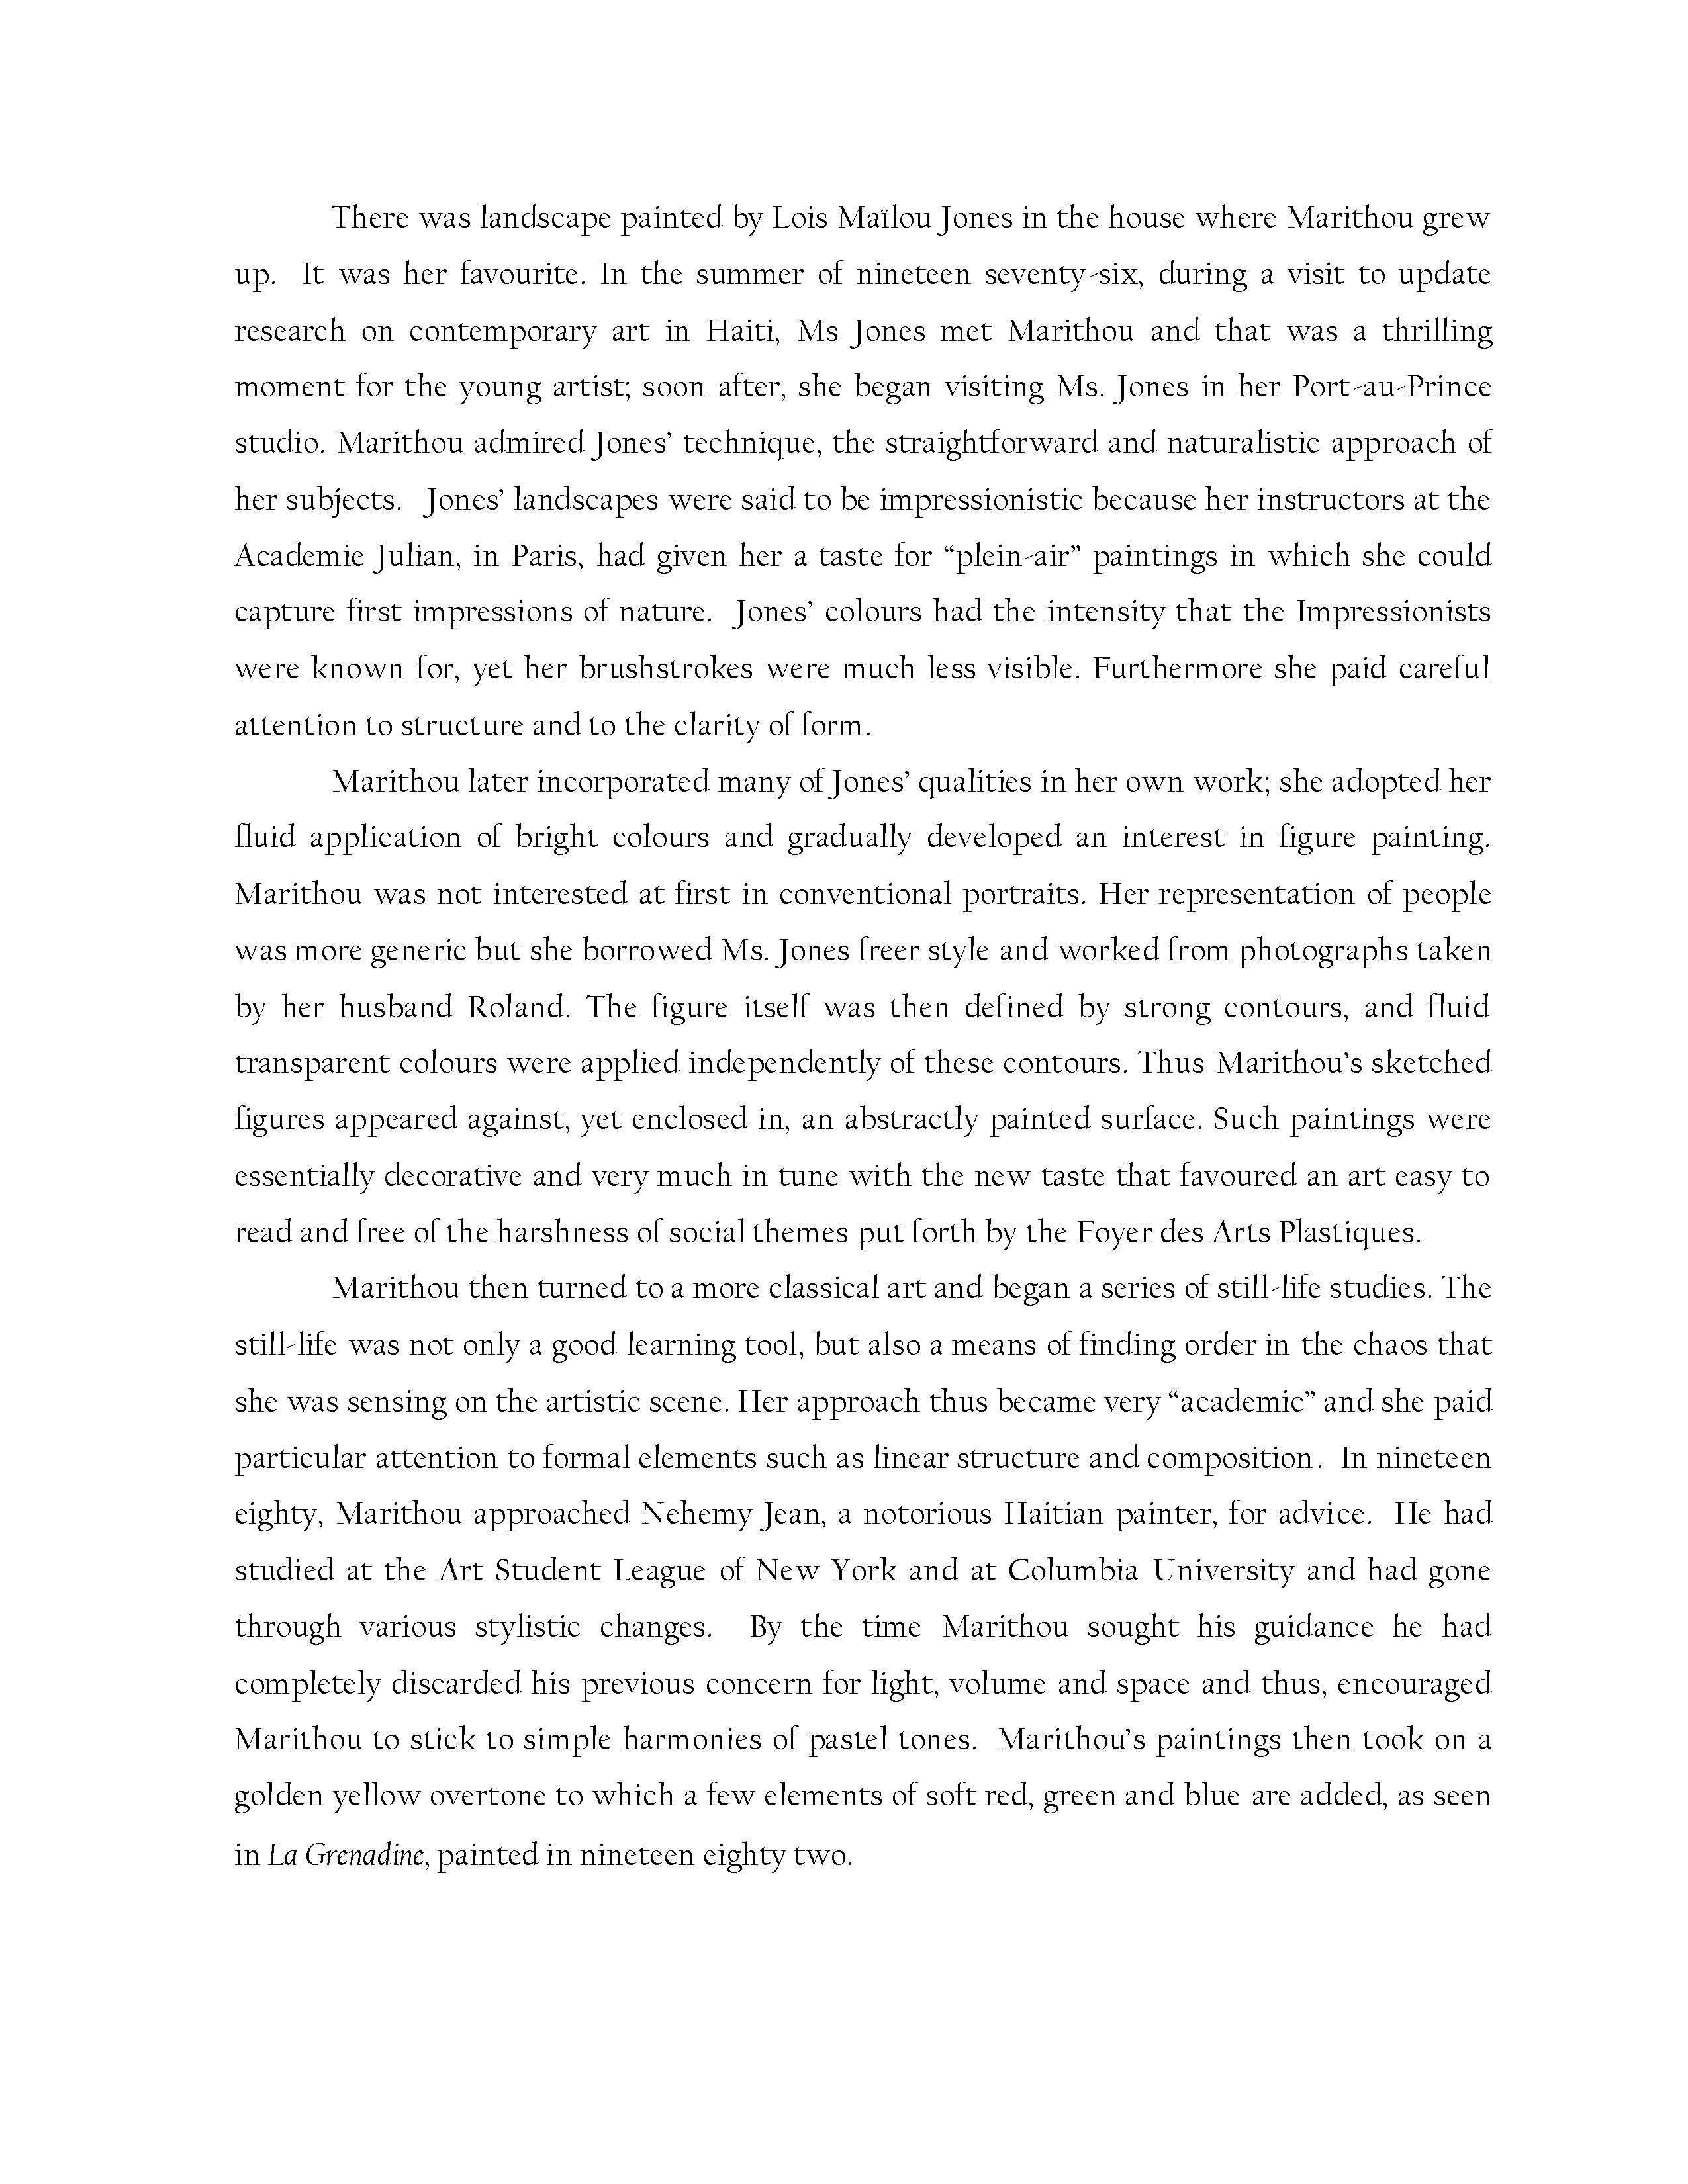 There was landscape painted by Lois Maïlou Jones in the house where Marithou grew
up.  It was her favourite. In the summer of nineteen seventy-six, during a visit to update
research on contemporary art in Haiti, Ms Jones met Marithou and that was a thrilling
moment for the young artist; soon after, she began visiting Ms. Jones in her Port-au-Prince
studio. Marithou admired Jones’ technique, the straightforward and naturalistic approach of
her subjects.  Jones’ landscapes were said to be impressionistic because her instructors at the
Academie Julian, in Paris, had given her a taste for “plein-air” paintings in which she could
capture first impressions of nature.  Jones’ colours had the intensity that the Impressionists
were known for, yet her brushstrokes were much less visible. Furthermore she paid careful
attention to structure and to the clarity of form.
Marithou later incorporated many of Jones’ qualities in her own work; she adopted her
fluid application of bright colours and gradually developed an interest in figure painting.
Marithou was not interested at first in conventional portraits. Her representation of people
was more generic but she borrowed Ms. Jones freer style and worked from photographs taken
by her husband Roland. The figure itself was then defined by strong contours, and fluid
transparent colours were applied independently of these contours. Thus Marithou’s sketched
figures appeared against, yet enclosed in, an abstractly painted surface. Such paintings were
essentially decorative and very much in tune with the new taste that favoured an art easy to
read and free of the harshness of social themes put forth by the Foyer des Arts Plastiques.
Marithou then turned to a more classical art and began a series of still-life studies. The
still-life was not only a good learning tool, but also a means of finding order in the chaos that
she was sensing on the artistic scene. Her approach thus became very “academic” and she paid
particular attention to formal elements such as linear structure and composition.  In nineteen
eighty, Marithou approached Nehemy Jean, a notorious Haitian painter, for advice.  He had
studied at the Art Student League of New York and at Columbia University and had gone
through various stylistic changes.  By the time Marithou sought his guidance he had
completely discarded his previous concern for light, volume and space and thus, encouraged
Marithou to stick to simple harmonies of pastel tones.  Marithou’s paintings then took on a
golden yellow overtone to which a few elements of soft red, green and blue are added, as seen
in La Grenadine, painted in nineteen eighty two.